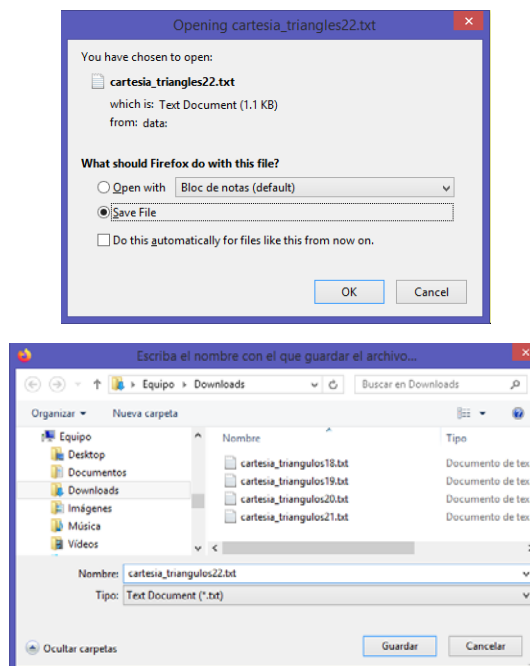 Opening cartesia_triangles22.txt
You have chosen to open:
cartesia_triangles22.txt
which is: Text Document (1.1 KB)
from: data:
What should Firefox do with this file?
Open with Bloc de notas (default)
Save File
Do this automatically for files like this from now on.
OK Cancel
Escriba el nombre con el que guardar el archivo...
Equipo Downloads Buscar en Downloads
Organizar Nueva carpeta
Equipo Nombre Tipo
Desktop
Documentos cartesia_triangulos18.txt Documento de tex
Downloads cartesia_triangulos19.txt Documento de tex
Imágenes cartesia_triangulos20.txt Documento de tex
Música cartesia_triangulos21.txt Documento de tex
Vídeos
Nombre: cartesia_triangulos22.txt
Tipo: Text Document (*.txt)
Ocultar carpetas Guardar Cancelar